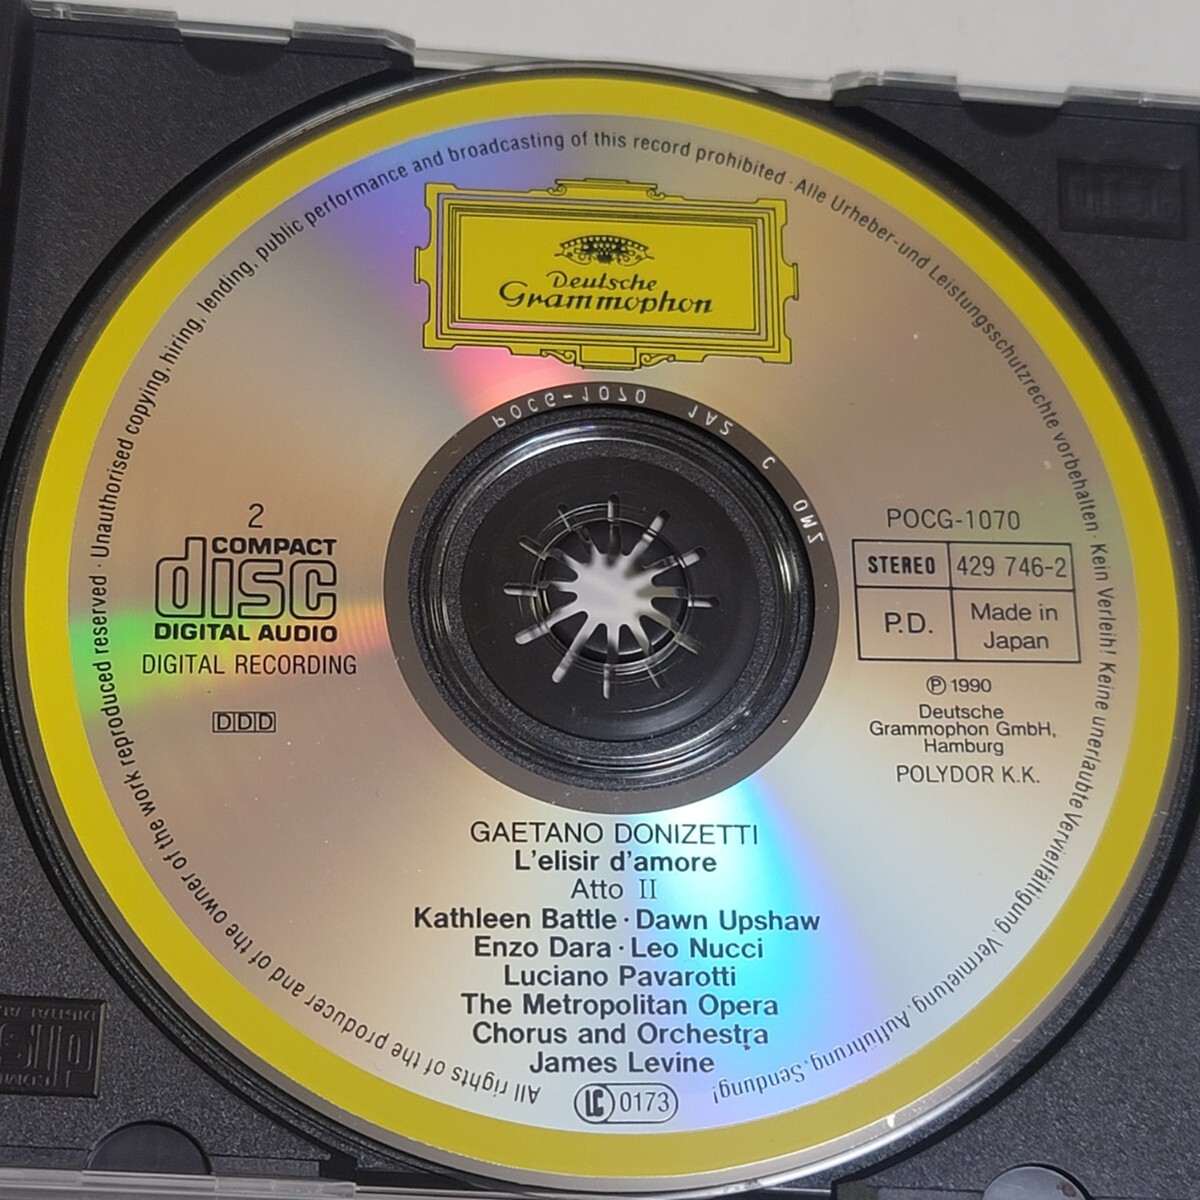 Deutsche
Grammophon
All rights of the producer and of the owner of the work reproduced reserved · Unauthorised copying, hiring, lending, public performance and broadcasting of this record prohibited · Alle Urheber- und Leistungsschutzrechte vorbehalten · Kein Verleih! Keine unerlaubte Vervielfältigung, Vermietung, Aufführung, Sendung!
POCG-1070 1A2 C
2
COMPACT
disc
DIGITAL AUDIO
DIGITAL RECORDING
DDD
POCG-1070
STEREO 429 746-2
P.D. Made in
Japan
Ⓟ 1990
Deutsche
Grammophon GmbH,
Hamburg
POLYDOR K.K.
GAETANO DONIZETTI
L'elisir d'amore
Atto II
Kathleen Battle · Dawn Upshaw
Enzo Dara · Leo Nucci
Luciano Pavarotti
The Metropolitan Opera
Chorus and Orchestra
James Levine
LC 0173